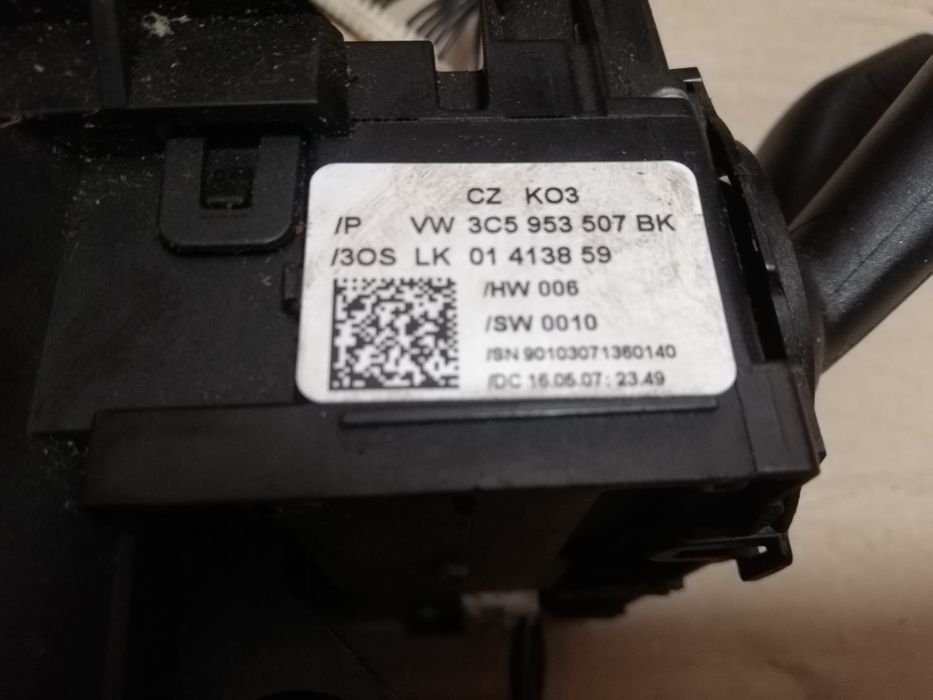 CZ KO3
/P VW 3C5 953 507 BK
/3OS LK 01 4138 59
/HW 006
/SW 0010
/SN 90103071360140
/DC 16.05.07: 23.49